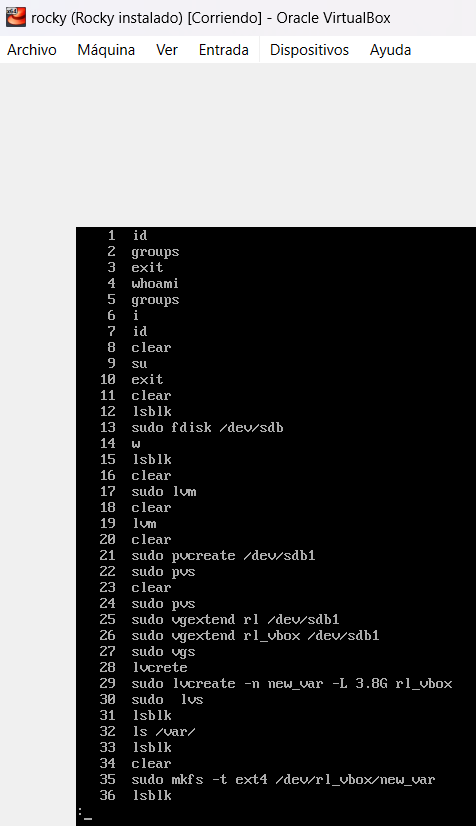 rocky (Rocky instalado) [Corriendo] - Oracle VirtualBox
Archivo Máquina Ver Entrada Dispositivos Ayuda
1 id
2 groups
3 exit
4 whoami
5 groups
6 i
7 id
8 clear
9 su
10 exit
11 clear
12 lsblk
13 sudo fdisk /dev/sdb
14 w
15 lsblk
16 clear
17 sudo lvm
18 clear
19 lvm
20 clear
21 sudo pvcreate /dev/sdb1
22 sudo pvs
23 clear
24 sudo pvs
25 sudo vgextend rl /dev/sdb1
26 sudo vgextend rl_vbox /dev/sdb1
27 sudo vgs
28 lvcrete
29 sudo lvcreate -n new_var -L 3.8G rl_vbox
30 sudo  lvs
31 lsblk
32 ls /var/
33 lsblk
34 clear
35 sudo mkfs -t ext4 /dev/rl_vbox/new_var
36 lsblk
:_